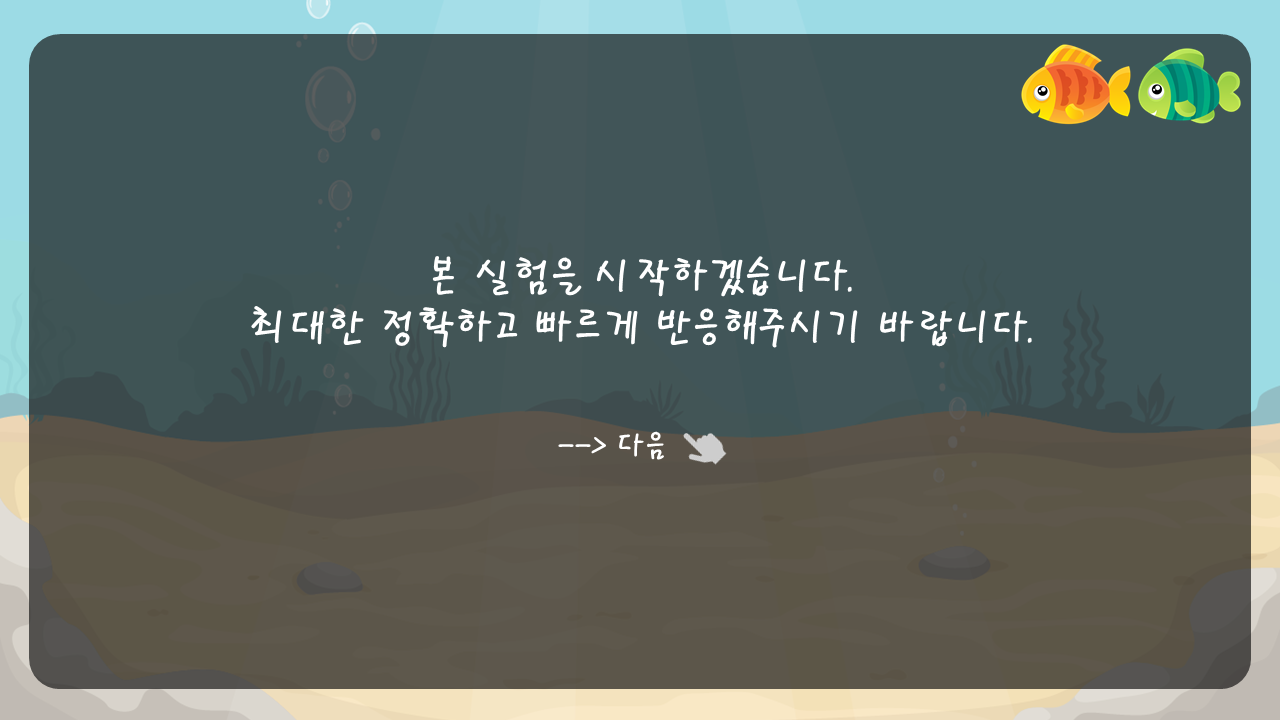 본 실험을 시작하겠습니다.
최대한 정확하고 빠르게 반응해주시기 바랍니다.
--> 다음